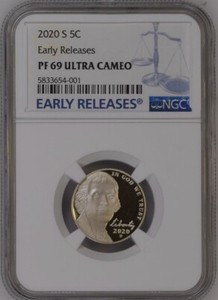 2020 S 5C
Early Releases
PF 69 ULTRA CAMEO
5833654-001
EARLY RELEASES
NGC
IN GOD WE TRUST
Liberty
2020
S